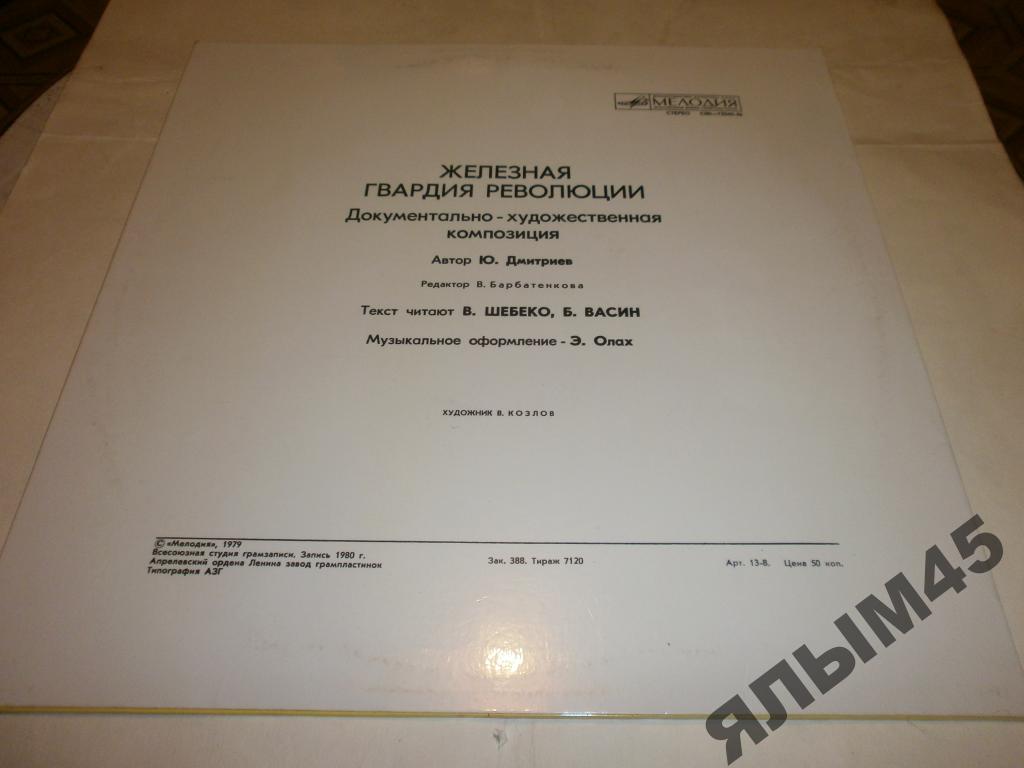 МЕЛОДИЯ
СТЕРЕО
ЖЕЛЕЗНАЯ
ГВАРДИЯ РЕВОЛЮЦИИ
Документально-художественная
композиция
Автор Ю. Дмитриев
Редактор В. Барбатенкова
Текст читают В. ШЕБЕКО, Б. ВАСИН
Музыкальное оформление - Э. Олах
ХУДОЖНИК В. КОЗЛОВ
© «Мелодия», 1979
Всесоюзная студия грамзаписи. Запись 1980 г.
Апрелевский ордена Ленина завод грампластинок
Типография АЗГ
Зак. 388. Тираж 7120
Арт. 13-8. Цена 50 коп.
ЯЛЫМ45